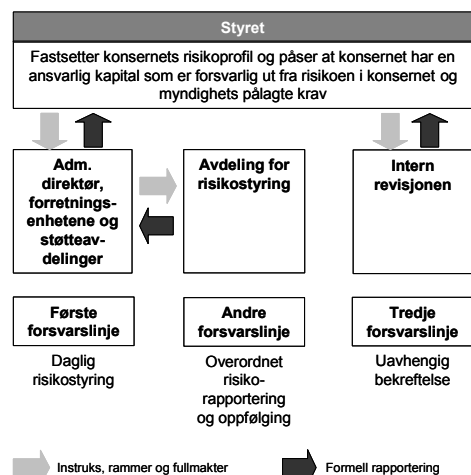 Styret
Fastsetter konsernets risikoprofil og påser at konsernet har en
ansvarlig kapital som er forsvarlig ut fra risikoen i konsernet og
myndighets pålagte krav
Adm.
direktør,
forretnings-
enhetene og
støtteav-
delinger
Avdeling for
risikostyring
Intern
revisjonen
Første
forsvarslinje
Andre
forsvarslinje
Tredje
forsvarslinje
Daglig
risikostyring
Overordnet
risiko-
rapportering
og oppfølging
Uavhengig
bekreftelse
Instruks, rammer og fullmakter
Formell rapportering